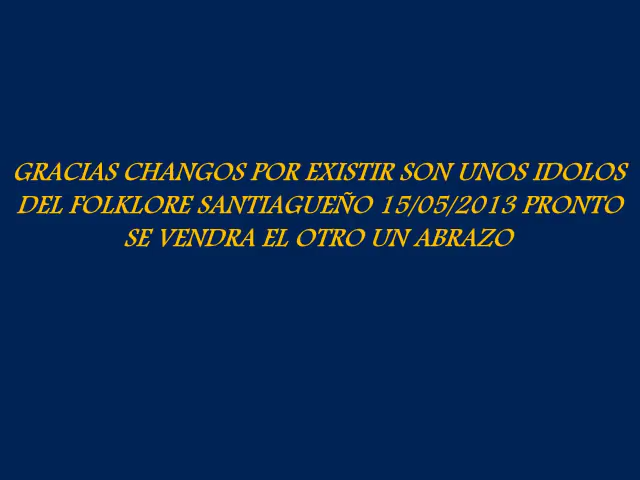 GRACIAS CHANGOS POR EXISTIR SON UNOS IDOLOS
DEL FOLKLORE SANTIAGUEÑO 15/05/2013 PRONTO
SE VENDRA EL OTRO UN ABRAZO